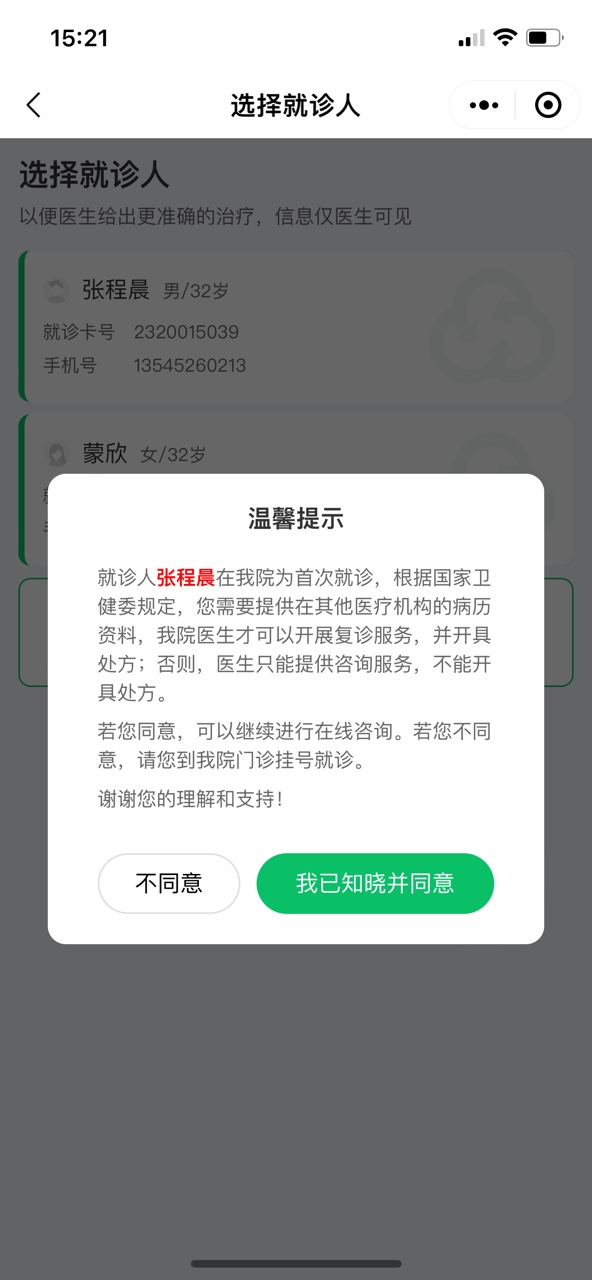 15:21
选择就诊人
选择就诊人
以便医生给出更准确的治疗，信息仅医生可见
张程晨 男/32岁
就诊卡号 2320015039
手机号 13545260213
蒙欣 女/32岁
温馨提示
就诊人张程晨在我院为首次就诊，根据国家卫
健委规定，您需要提供在其他医疗机构的病历
资料，我院医生才可以开展复诊服务，并开具
处方；否则，医生只能提供咨询服务，不能开
具处方。
若您同意，可以继续进行在线咨询。若您不同
意，请您到我院门诊挂号就诊。
谢谢您的理解和支持！
不同意
我已知晓并同意